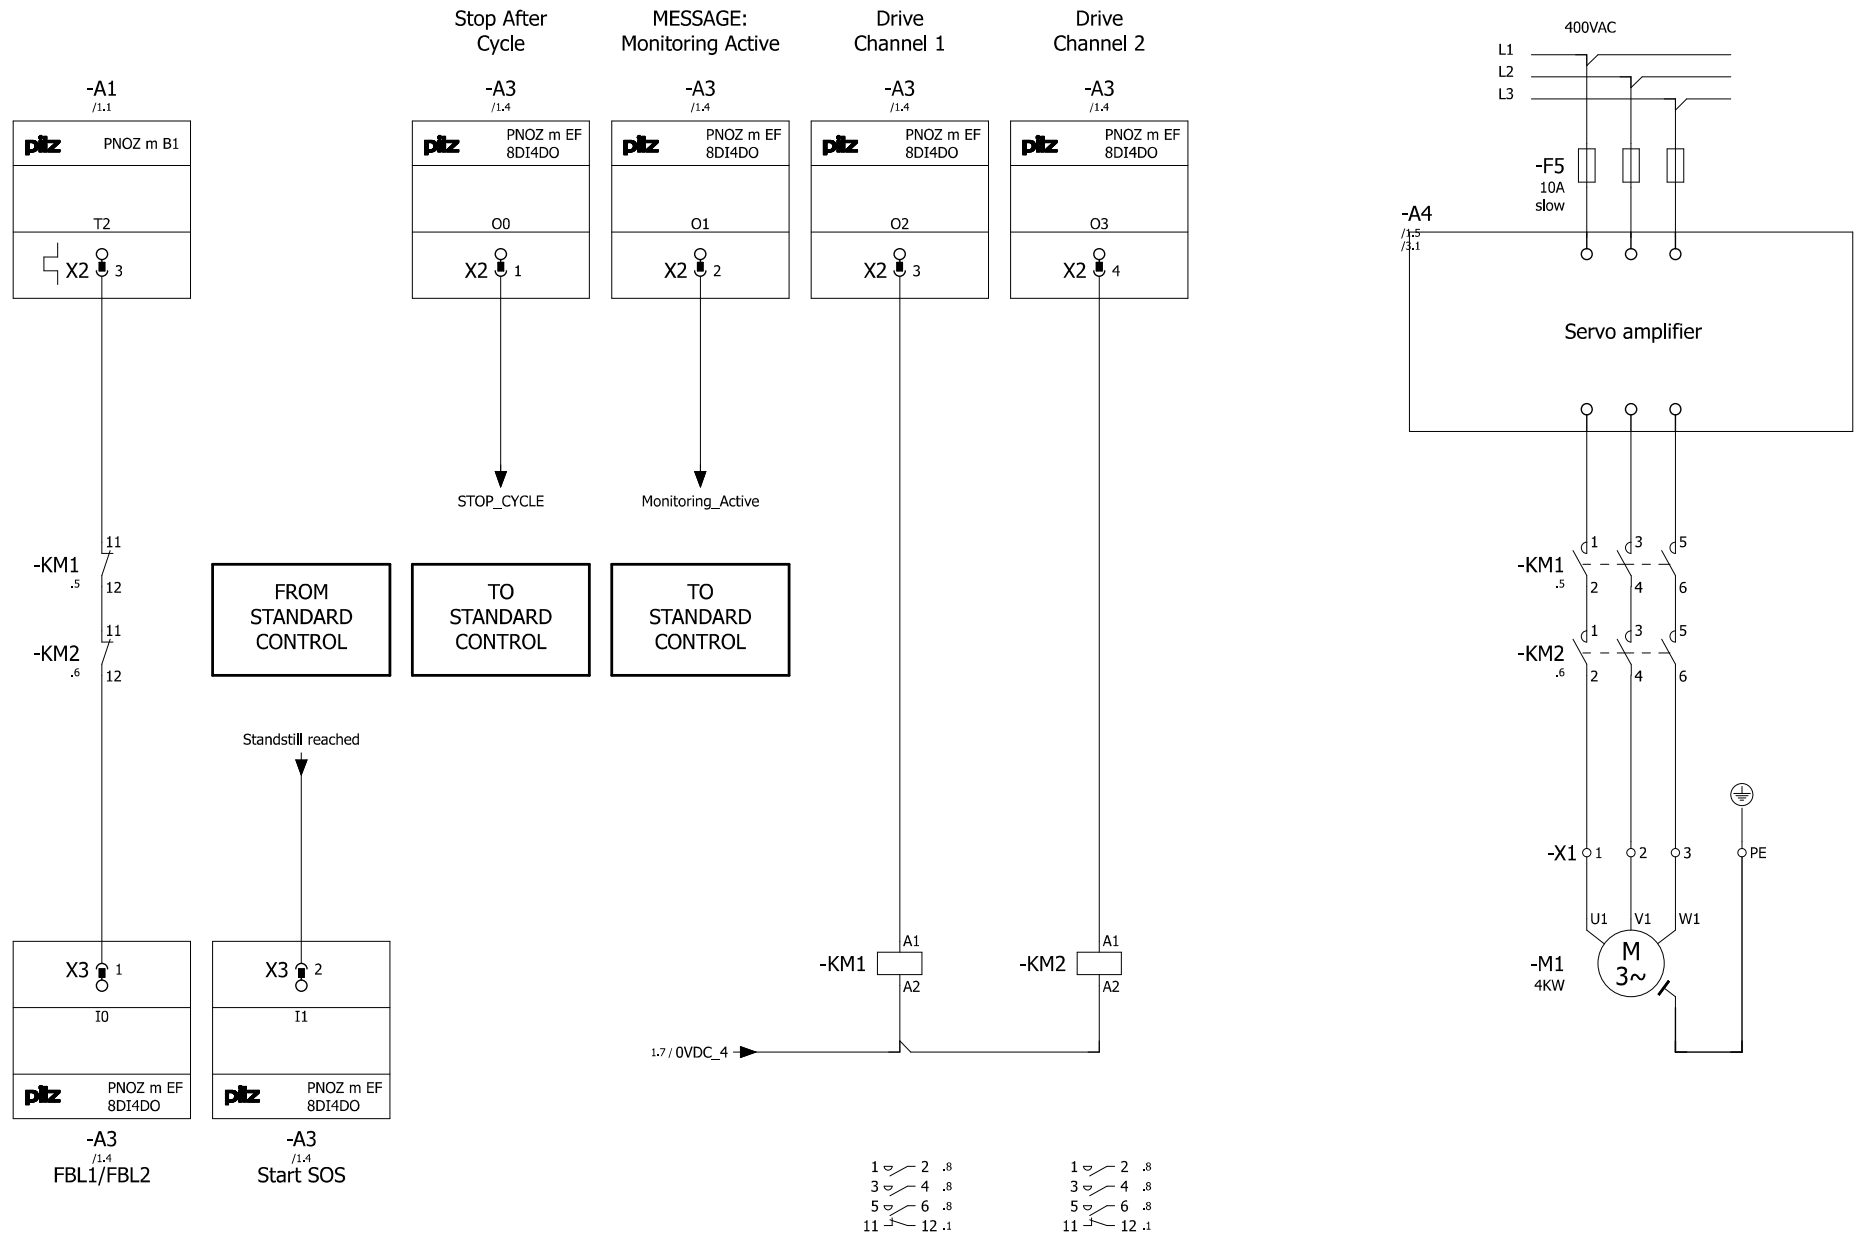 Stop After
Cycle
MESSAGE:
Monitoring Active
Drive
Channel 1
Drive
Channel 2
400VAC
L1
L2
L3
-A1
/1.1
-A3
/1.4
-A3
/1.4
-A3
/1.4
-A3
/1.4
pilz PNOZ m B1
pilz PNOZ m EF
8DI4DO
pilz PNOZ m EF
8DI4DO
pilz PNOZ m EF
8DI4DO
pilz PNOZ m EF
8DI4DO
T2
O0
O1
O2
O3
X2 3
X2 1
X2 2
X2 3
X2 4
-F5
10A
slow
-A4
/1.5
/3.1
Servo amplifier
STOP_CYCLE
Monitoring_Active
11
-KM1
.5
12
11
-KM2
.6
12
FROM
STANDARD
CONTROL
TO
STANDARD
CONTROL
TO
STANDARD
CONTROL
1 3 5
-KM1
.5
2 4 6
1 3 5
-KM2
.6
2 4 6
Standstill reached
-X1 1 2 3 PE
U1 V1 W1
M
3~
-M1
4KW
X3 1
I0
pilz PNOZ m EF
8DI4DO
-A3
/1.4
FBL1/FBL2
X3 2
I1
pilz PNOZ m EF
8DI4DO
-A3
/1.4
Start SOS
A1
-KM1
A2
A1
-KM2
A2
1.7 / 0VDC_4
1 2 .8
3 4 .8
5 6 .8
11 12 .1
1 2 .8
3 4 .8
5 6 .8
11 12 .1